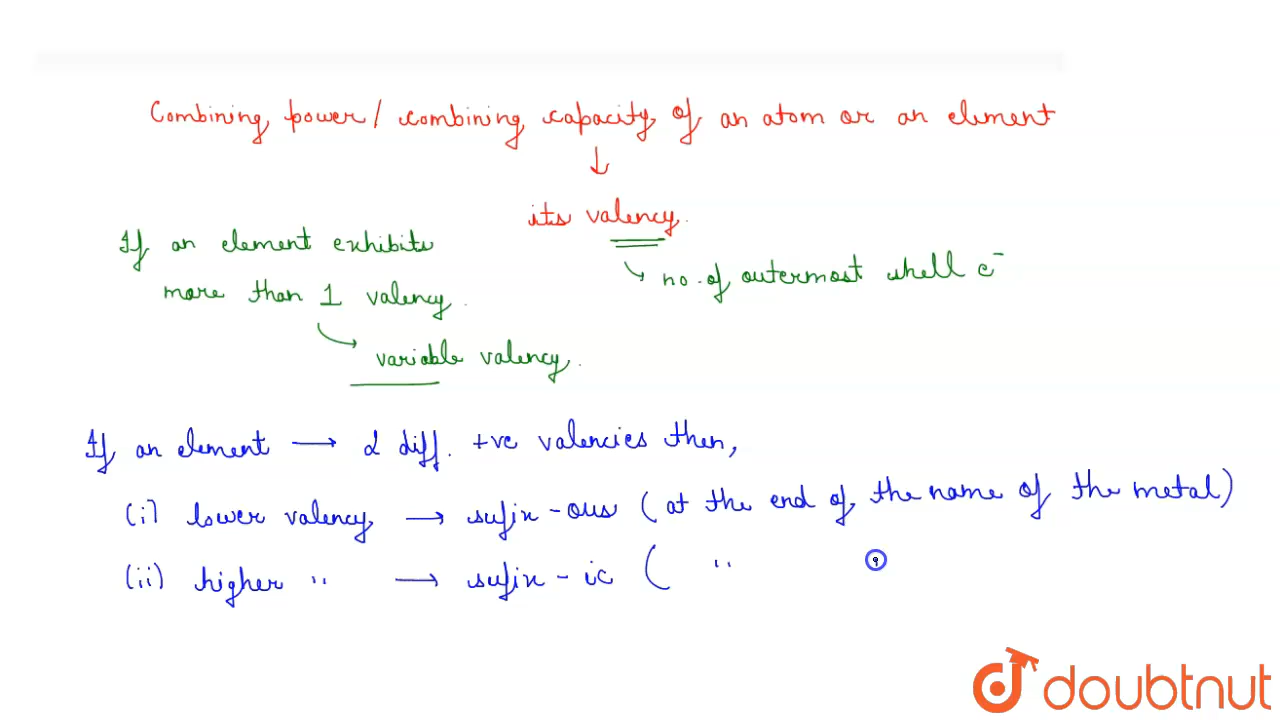 Combining power/ combining capacity of an atom or an element
↓
its valency.
If an element exhibits
more than 1 valency.
→ no. of outermost shell e⁻
variable valency.
If an element → 2 diff. +ve valencies then,
(i) lower valency → sufix - ous (at the end of the name of the metal)
(ii) higher " → sufix - ic ( "
doubtnut